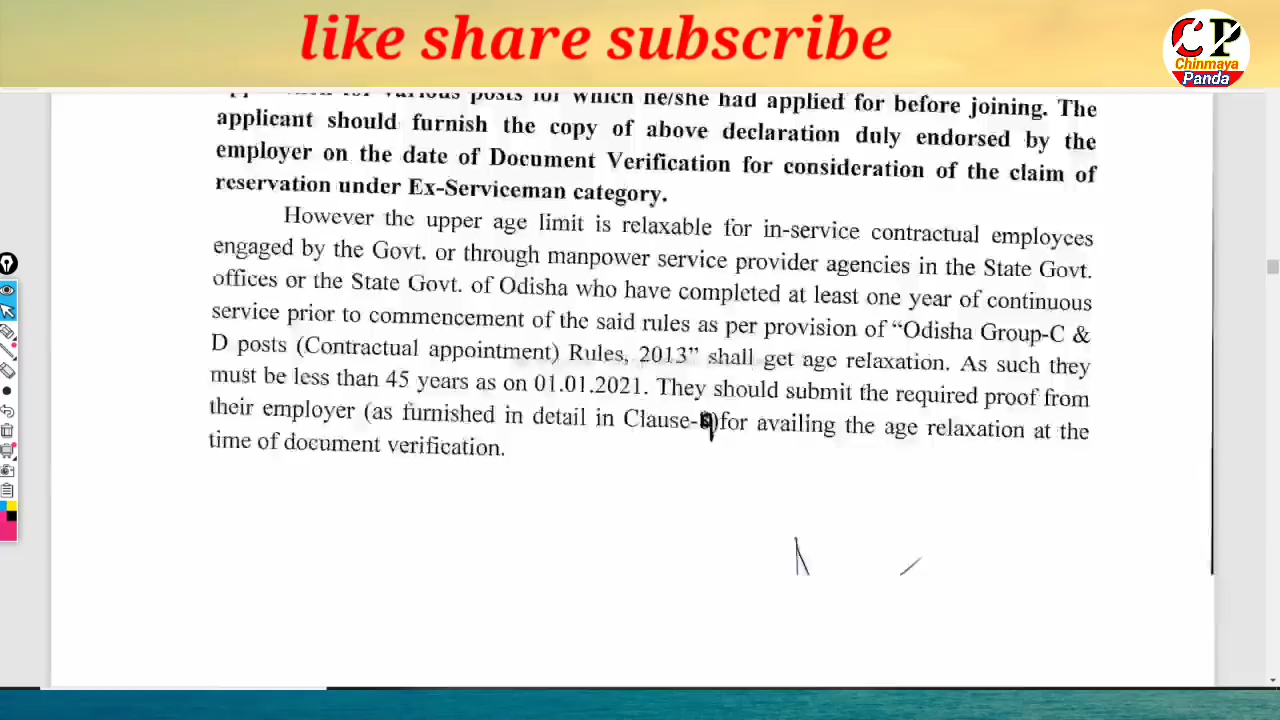 like share subscribe
CP
Chinmaya
Panda
for various posts for which he/she had applied for before joining. The
applicant should furnish the copy of above declaration duly endorsed by the
employer on the date of Document Verification for consideration of the claim of
reservation under Ex-Serviceman category.
However the upper age limit is relaxable for in-service contractual employees
engaged by the Govt. or through manpower service provider agencies in the State Govt.
offices or the State Govt. of Odisha who have completed at least one year of continuous
service prior to commencement of the said rules as per provision of “Odisha Group-C &
D posts (Contractual appointment) Rules, 2013” shall get age relaxation. As such they
must be less than 45 years as on 01.01.2021. They should submit the required proof from
their employer (as furnished in detail in Clause- )for availing the age relaxation at the
time of document verification.